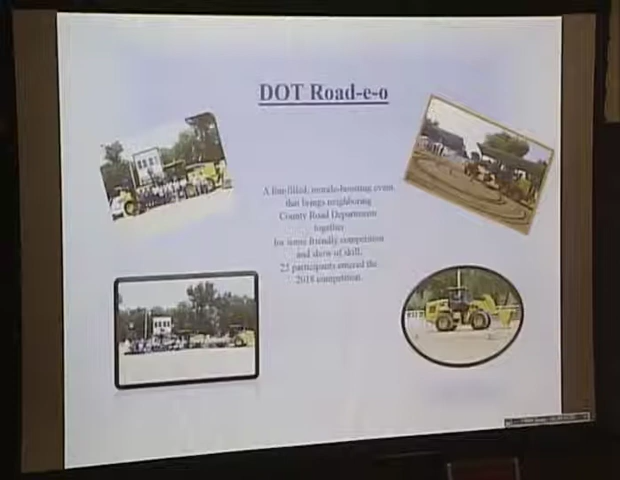 DOT Road-e-o
A fun-filled, morale-boosting event
that brings neighboring
County Road Departments
together
for some friendly competition
and show of skill.
25 participants entered the
2018 competition.